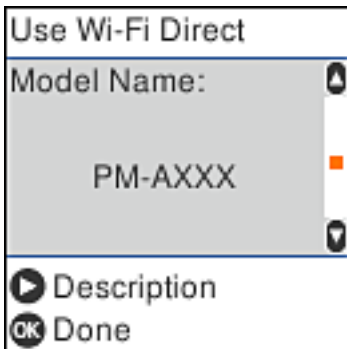 Use Wi-Fi Direct
Model Name:
PM-AXXX
Description
OK Done